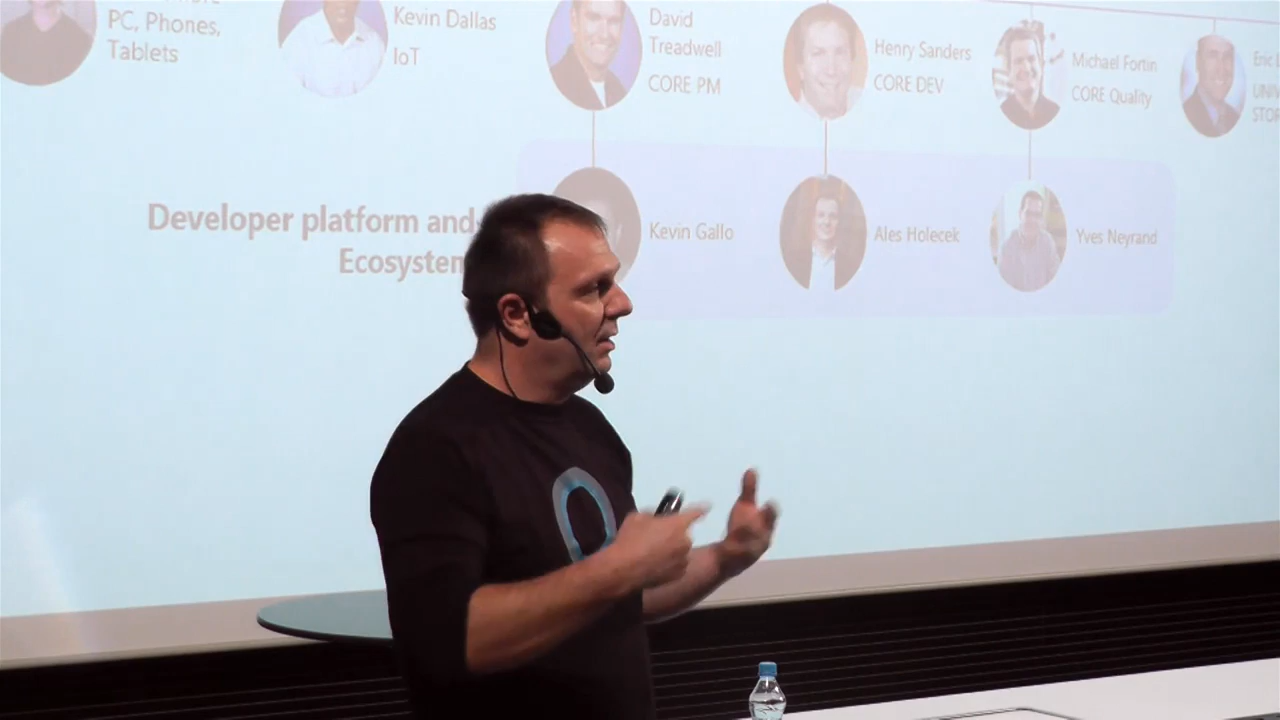 PC, Phones,
Tablets
Kevin Dallas
IoT
David
Treadwell
CORE PM
Henry Sanders
CORE DEV
Michael Fortin
CORE Quality
Eric
Developer platform and
Ecosystem
Kevin Gallo
Ales Holecek
Yves Neyrand